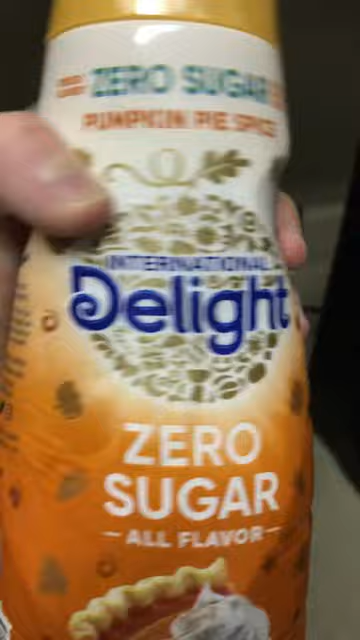 ZERO SUGAR
PUMPKIN PIE SPICE
INTERNATIONAL
Delight
ZERO
SUGAR
ALL FLAVOR